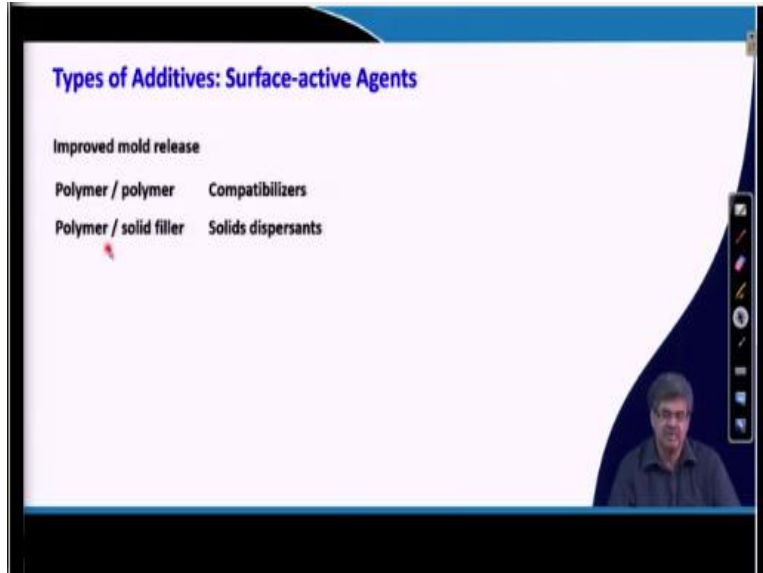 Types of Additives: Surface-active Agents
Improved mold release
Polymer / polymer Compatibilizers
Polymer / solid filler Solids dispersants